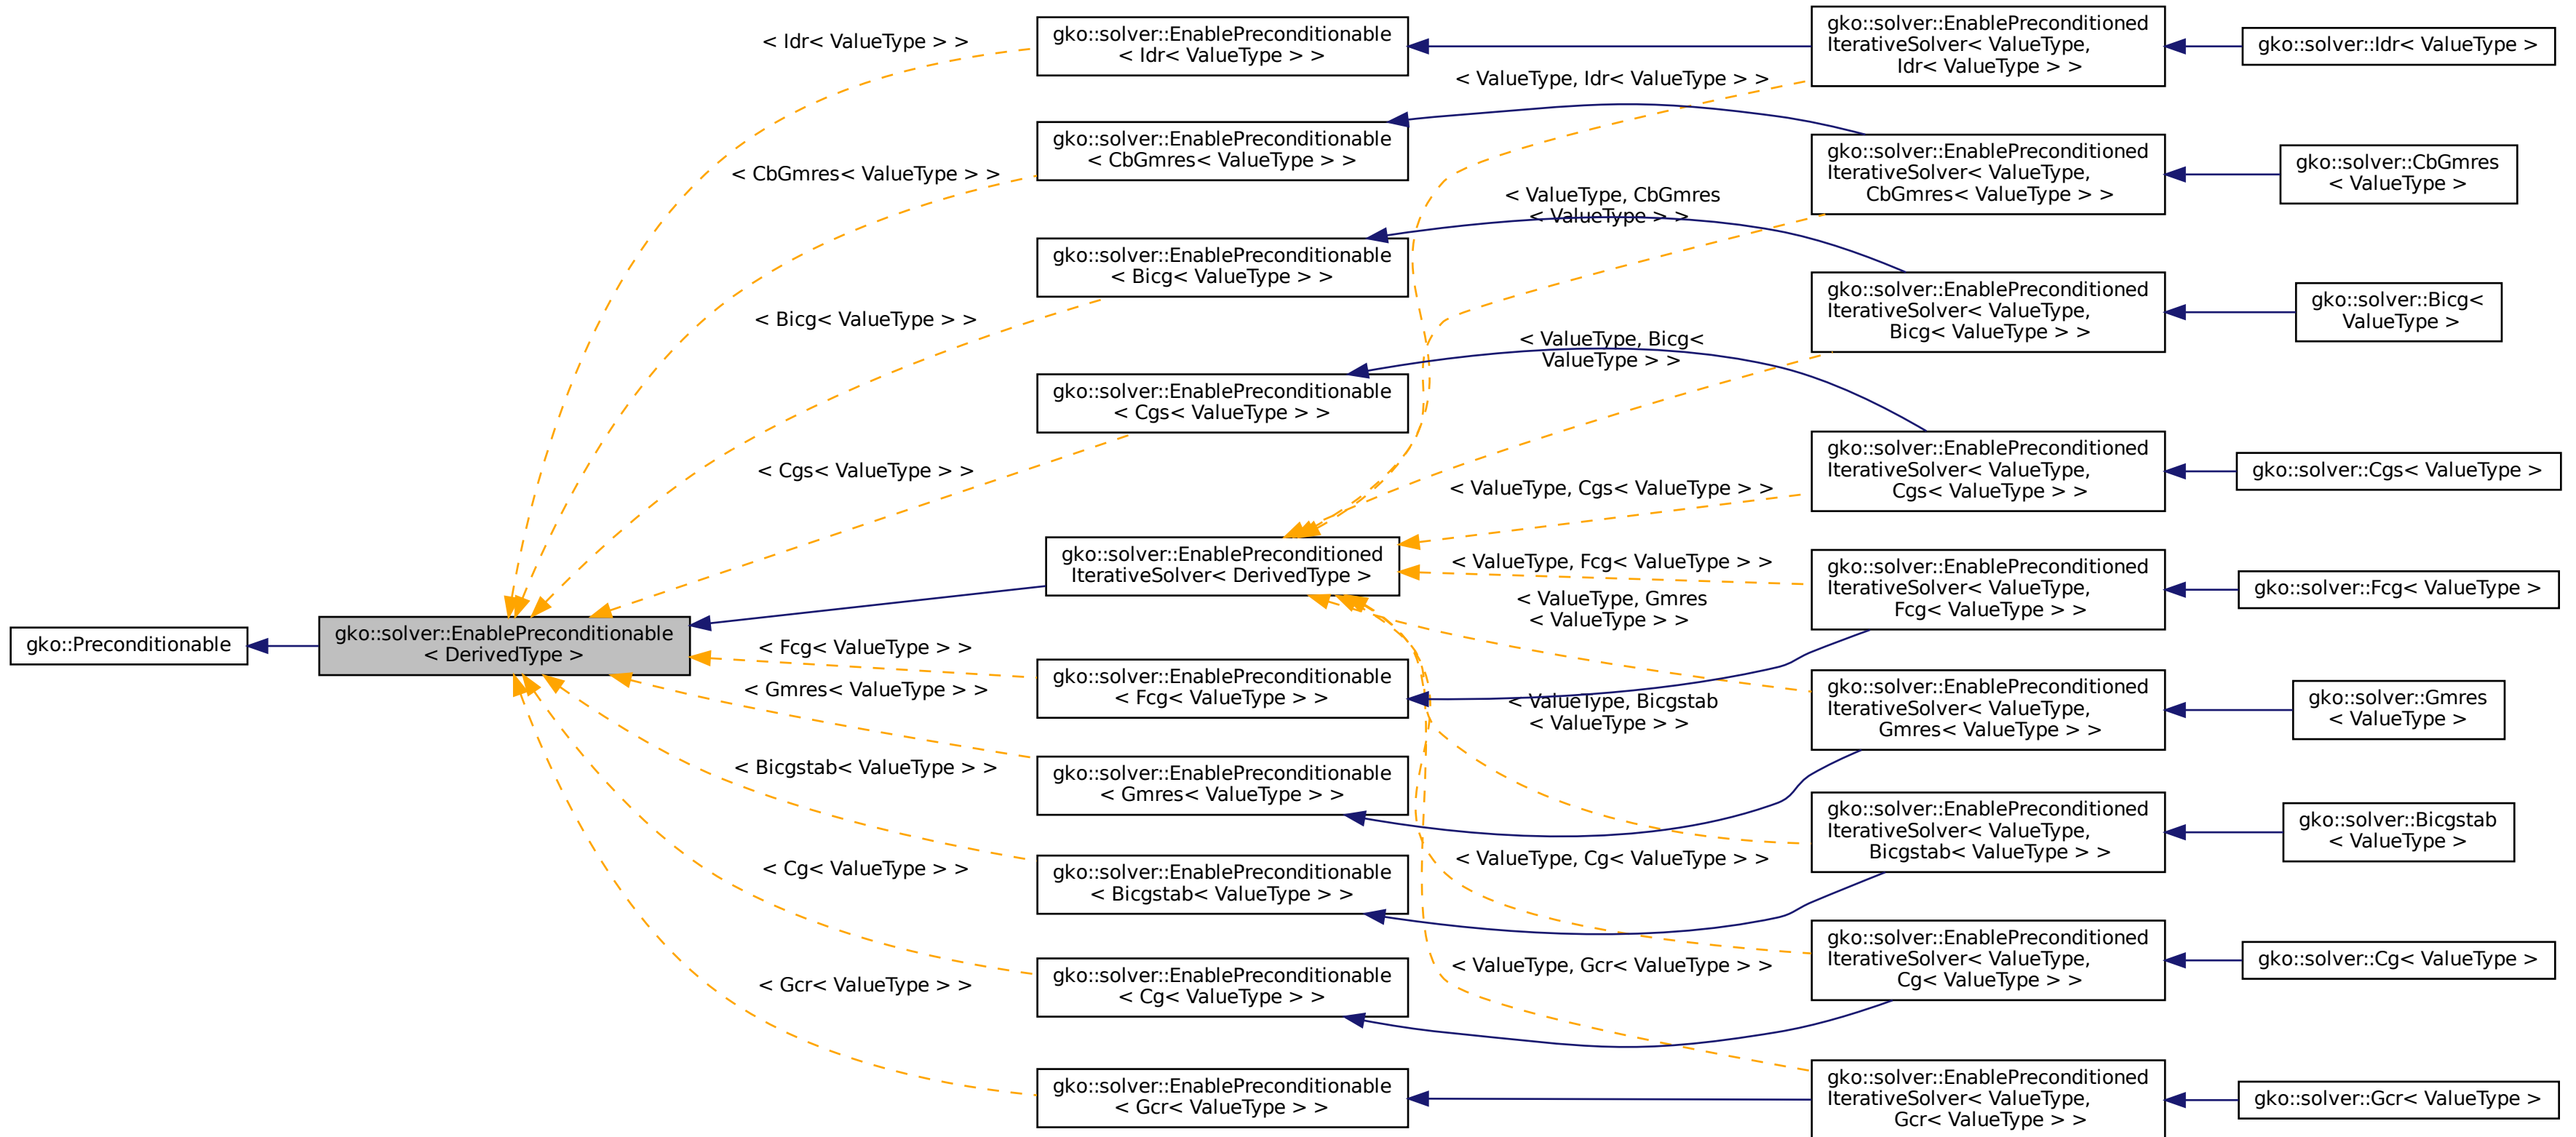 gko::Preconditionable
gko::solver::EnablePreconditionable
< DerivedType >
< Idr< ValueType > >
< CbGmres< ValueType > >
< Bicg< ValueType > >
< Cgs< ValueType > >
< Fcg< ValueType > >
< Gmres< ValueType > >
< Bicgstab< ValueType > >
< Cg< ValueType > >
< Gcr< ValueType > >
gko::solver::EnablePreconditionable
< Idr< ValueType > >
gko::solver::EnablePreconditionable
< CbGmres< ValueType > >
gko::solver::EnablePreconditionable
< Bicg< ValueType > >
gko::solver::EnablePreconditionable
< Cgs< ValueType > >
gko::solver::EnablePreconditioned
IterativeSolver< DerivedType >
gko::solver::EnablePreconditionable
< Fcg< ValueType > >
gko::solver::EnablePreconditionable
< Gmres< ValueType > >
gko::solver::EnablePreconditionable
< Bicgstab< ValueType > >
gko::solver::EnablePreconditionable
< Cg< ValueType > >
gko::solver::EnablePreconditionable
< Gcr< ValueType > >
< ValueType, Idr< ValueType > >
< ValueType, CbGmres
< ValueType > >
< ValueType, Bicg<
ValueType > >
< ValueType, Cgs< ValueType > >
< ValueType, Fcg< ValueType > >
< ValueType, Gmres
< ValueType > >
< ValueType, Bicgstab
< ValueType > >
< ValueType, Cg< ValueType > >
< ValueType, Gcr< ValueType > >
gko::solver::EnablePreconditioned
IterativeSolver< ValueType,
Idr< ValueType > >
gko::solver::EnablePreconditioned
IterativeSolver< ValueType,
CbGmres< ValueType > >
gko::solver::EnablePreconditioned
IterativeSolver< ValueType,
Bicg< ValueType > >
gko::solver::EnablePreconditioned
IterativeSolver< ValueType,
Cgs< ValueType > >
gko::solver::EnablePreconditioned
IterativeSolver< ValueType,
Fcg< ValueType > >
gko::solver::EnablePreconditioned
IterativeSolver< ValueType,
Gmres< ValueType > >
gko::solver::EnablePreconditioned
IterativeSolver< ValueType,
Bicgstab< ValueType > >
gko::solver::EnablePreconditioned
IterativeSolver< ValueType,
Cg< ValueType > >
gko::solver::EnablePreconditioned
IterativeSolver< ValueType,
Gcr< ValueType > >
gko::solver::Idr< ValueType >
gko::solver::CbGmres
< ValueType >
gko::solver::Bicg<
ValueType >
gko::solver::Cgs< ValueType >
gko::solver::Fcg< ValueType >
gko::solver::Gmres
< ValueType >
gko::solver::Bicgstab
< ValueType >
gko::solver::Cg< ValueType >
gko::solver::Gcr< ValueType >